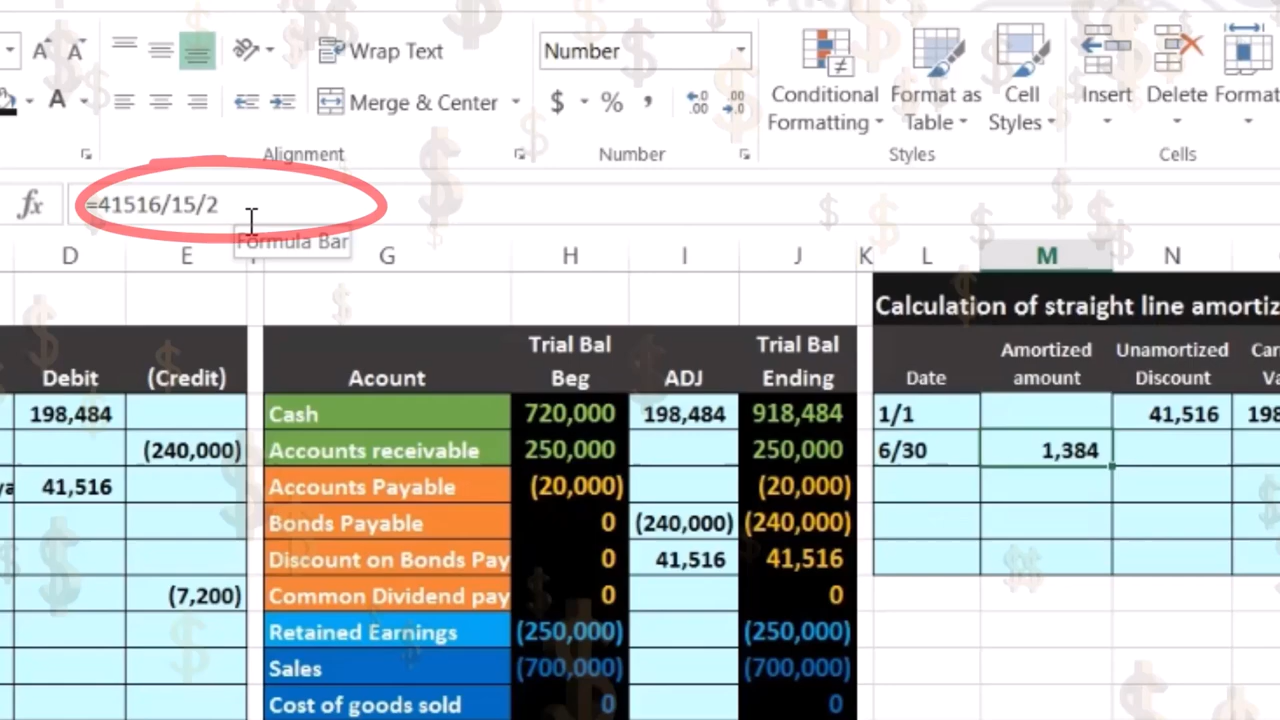 A A Wrap Text Number
$ % , Merge & Center Conditional Formatting Format as Table Cell Styles Insert Delete Format
Alignment Number Styles Cells
fx =41516/15/2
Formula Bar
D E G H I J K L M N
Calculation of straight line amortiz
Debit (Credit) Acount Trial Bal Beg ADJ Trial Bal Ending Date Amortized amount Unamortized Discount Car Va
198,484 Cash 720,000 198,484 918,484 1/1 41,516 198
(240,000) Accounts receivable 250,000 250,000 6/30 1,384
ya 41,516 Accounts Payable (20,000) (20,000)
Bonds Payable 0 (240,000) (240,000)
Discount on Bonds Pay 0 41,516 41,516
(7,200) Common Dividend pay 0 0
Retained Earnings (250,000) (250,000)
Sales (700,000) (700,000)
Cost of goods sold 0 0